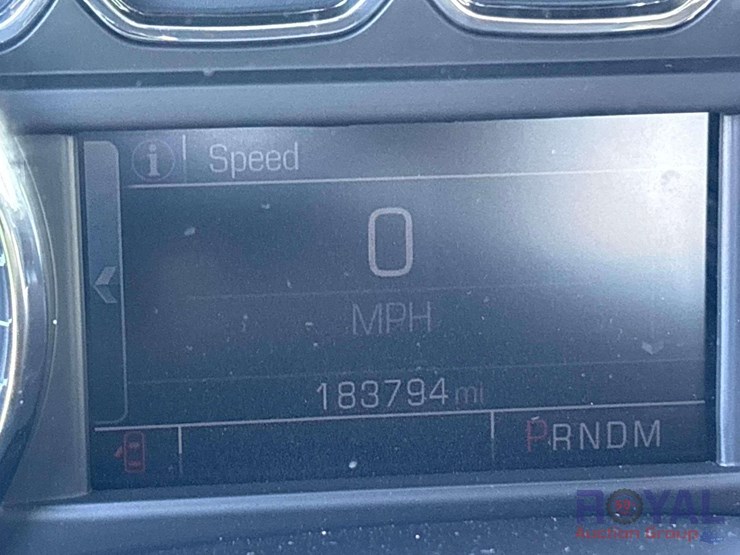 i Speed
0
MPH
183794 mi
PRNDM
ROYAL
Auction Group